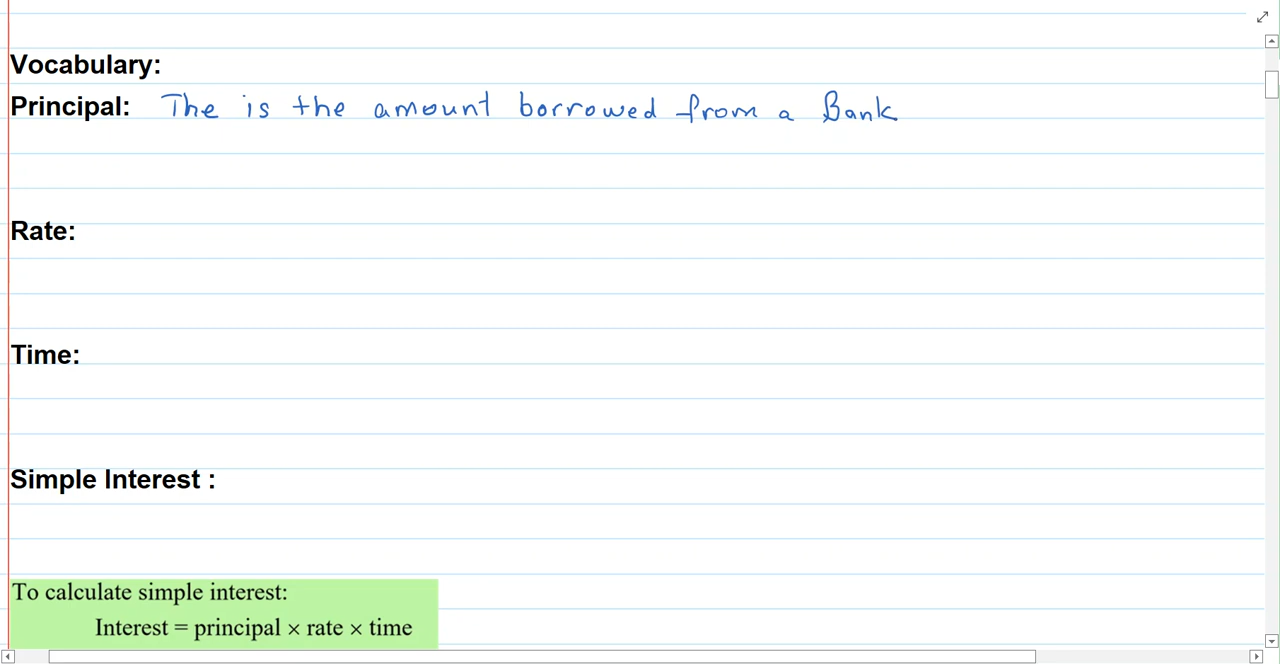 Vocabulary:
Principal: The is the amount borrowed from a Bank
Rate:
Time:
Simple Interest :
To calculate simple interest:
Interest = principal × rate × time